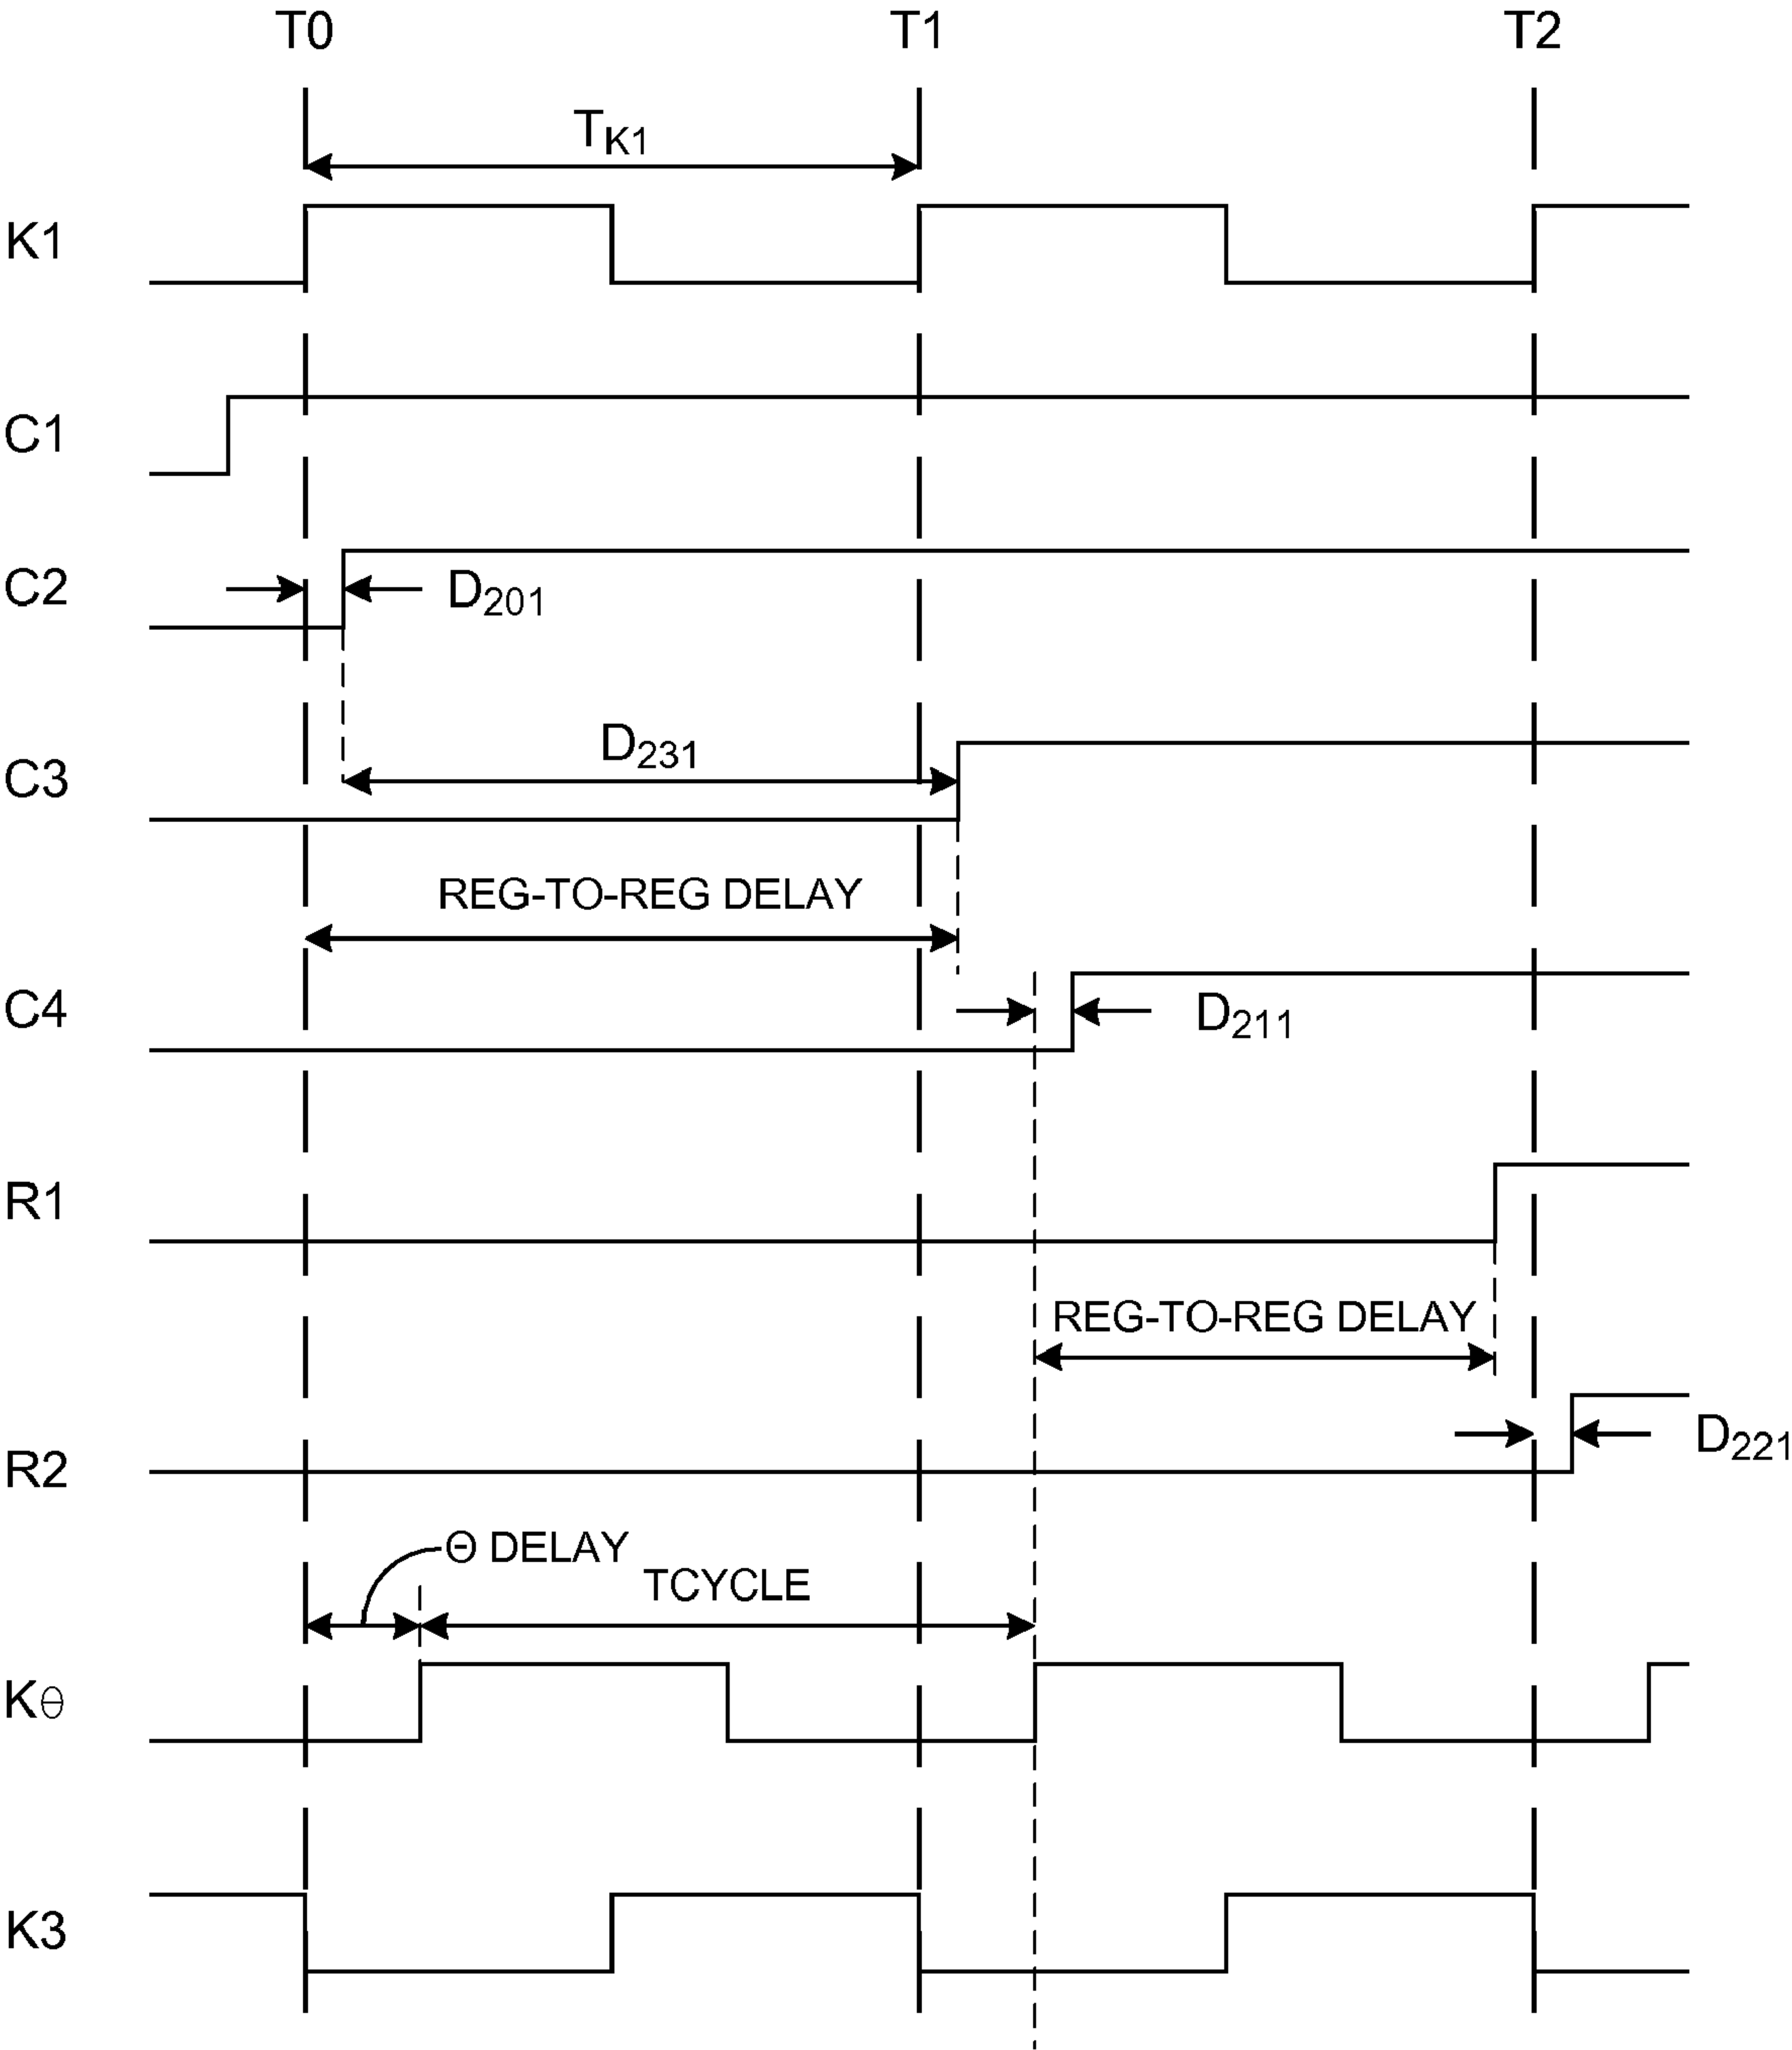 T0 T1 T2
TK1
K1
C1
C2 D201
D231
C3
REG-TO-REG DELAY
C4 D211
R1
REG-TO-REG DELAY
R2 D221
Θ DELAY
TCYCLE
Kθ
K3